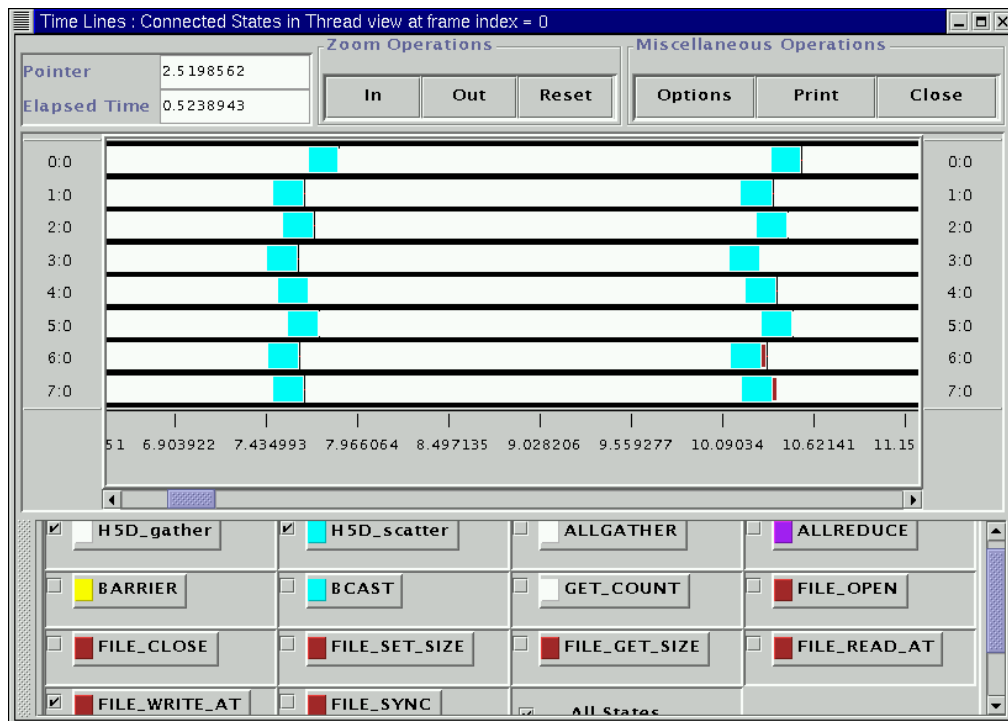 Time Lines : Connected States in Thread view at frame index = 0
Zoom Operations Miscellaneous Operations
Pointer 2.5198562
Elapsed Time 0.5238943
In Out Reset Options Print Close
0:0 0:0
1:0 1:0
2:0 2:0
3:0 3:0
4:0 4:0
5:0 5:0
6:0 6:0
7:0 7:0
51 6.903922 7.434993 7.966064 8.497135 9.028206 9.559277 10.09034 10.62141 11.15
H5D_gather H5D_scatter ALLGATHER ALLREDUCE
BARRIER BCAST GET_COUNT FILE_OPEN
FILE_CLOSE FILE_SET_SIZE FILE_GET_SIZE FILE_READ_AT
FILE_WRITE_AT FILE_SYNC All States